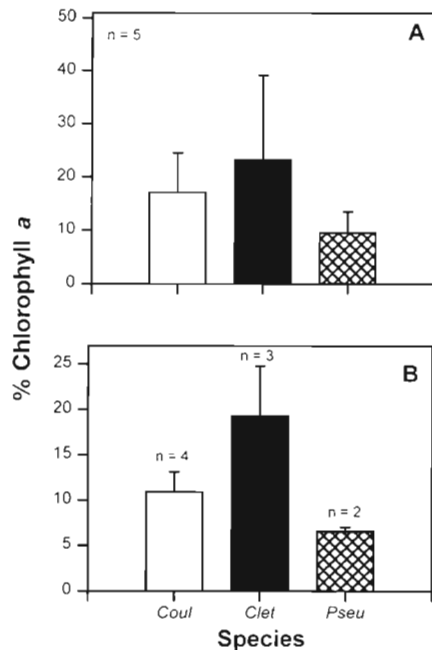 % Chlorophyll a
50
40
30
20
10
0
n = 5
A
25
20
15
10
5
0
n = 4
n = 3
n = 2
B
Coul Clet Pseu
Species